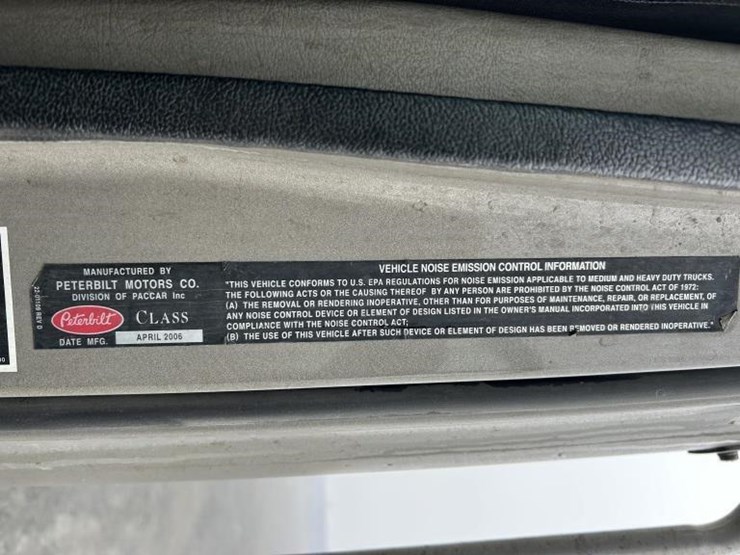 MANUFACTURED BY
PETERBILT MOTORS CO.
DIVISION OF PACCAR Inc
Peterbilt CLASS
DATE MFG. APRIL 2006
VEHICLE NOISE EMISSION CONTROL INFORMATION
"THIS VEHICLE CONFORMS TO U.S. EPA REGULATIONS FOR NOISE EMISSION APPLICABLE TO MEDIUM AND HEAVY DUTY TRUCKS.
THE FOLLOWING ACTS OR THE CAUSING THEREOF BY ANY PERSON ARE PROHIBITED BY THE NOISE CONTROL ACT OF 1972:
(A) THE REMOVAL OR RENDERING INOPERATIVE, OTHER THAN FOR PURPOSES OF MAINTENANCE, REPAIR, OR REPLACEMENT, OF
ANY NOISE CONTROL DEVICE OR ELEMENT OF DESIGN LISTED IN THE OWNER'S MANUAL INCORPORATED INTO THIS VEHICLE IN
COMPLIANCE WITH THE NOISE CONTROL ACT;
(B) THE USE OF THIS VEHICLE AFTER SUCH DEVICE OR ELEMENT OF DESIGN HAS BEEN REMOVED OR RENDERED INOPERATIVE."